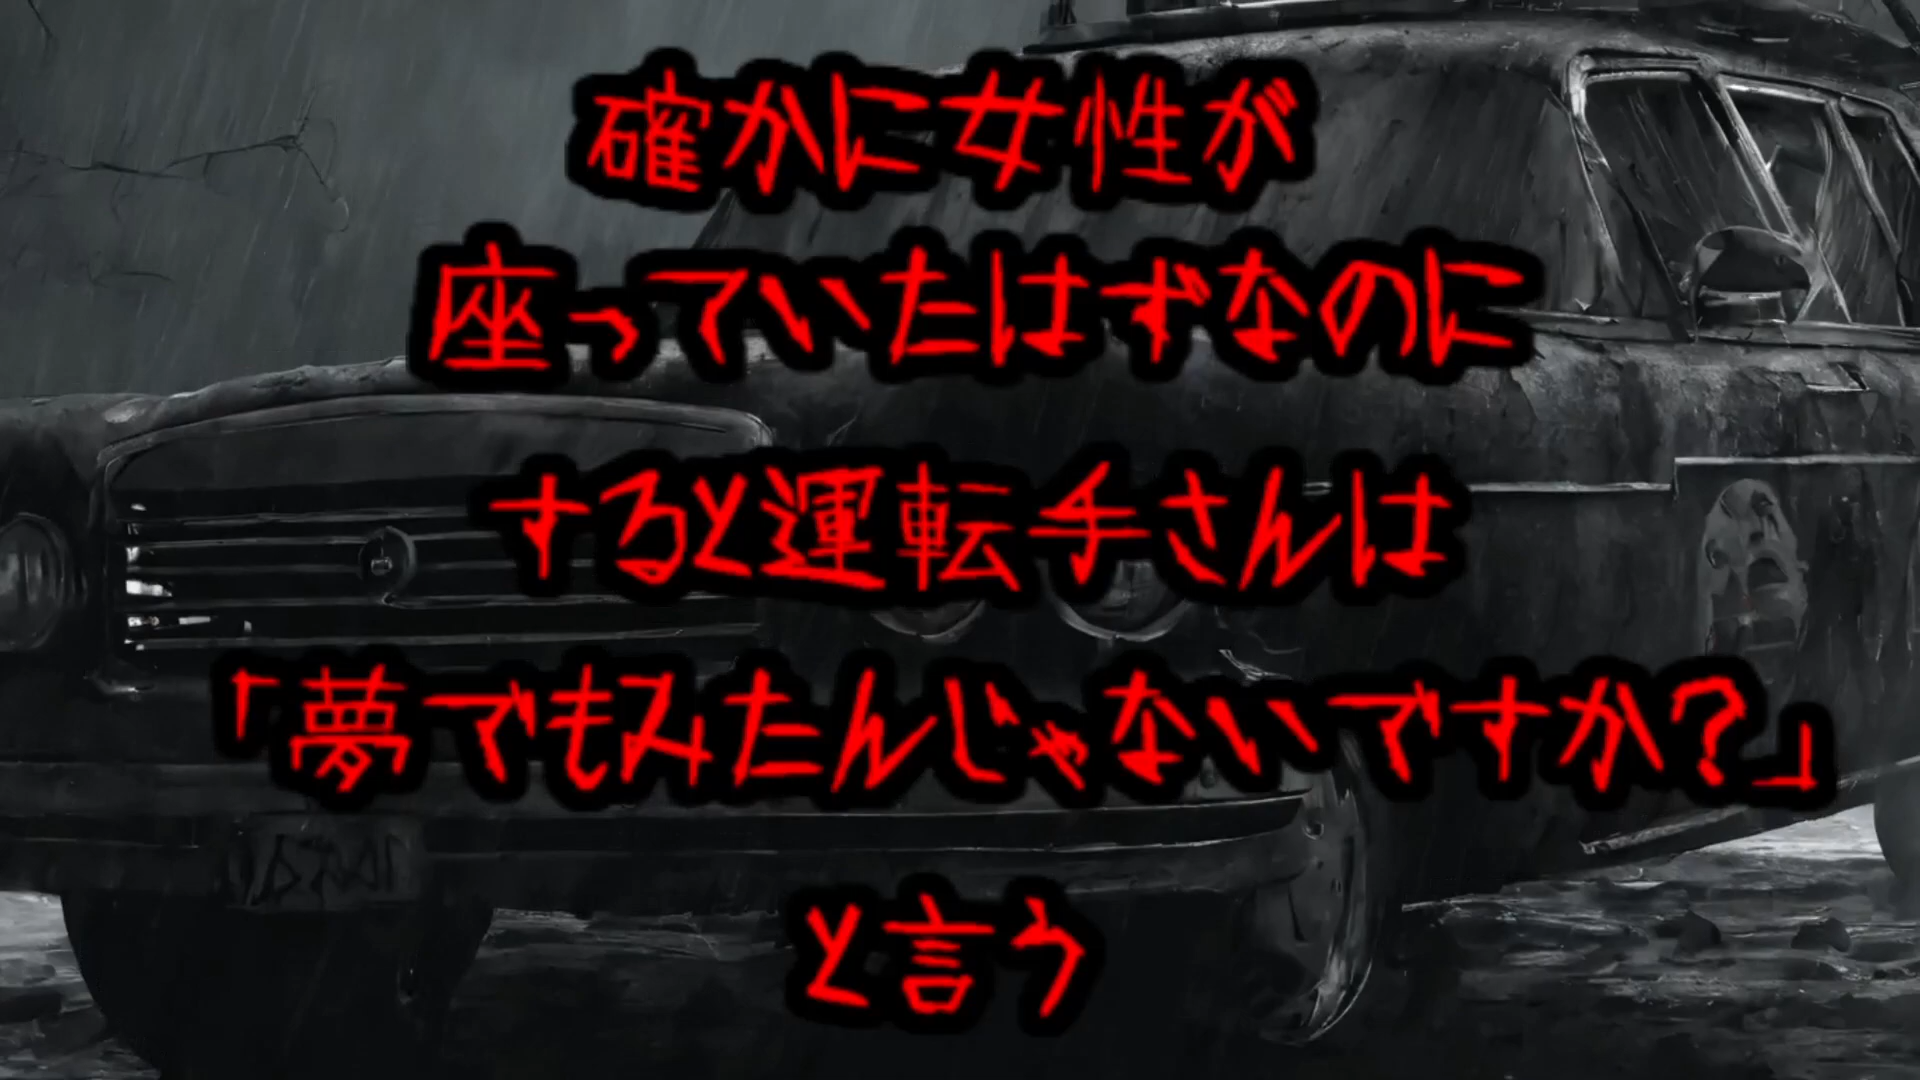 確かに女性が
座っていたはずなのに
すると運転手さんは
「夢でもみたんじゃないですか?」
と言う